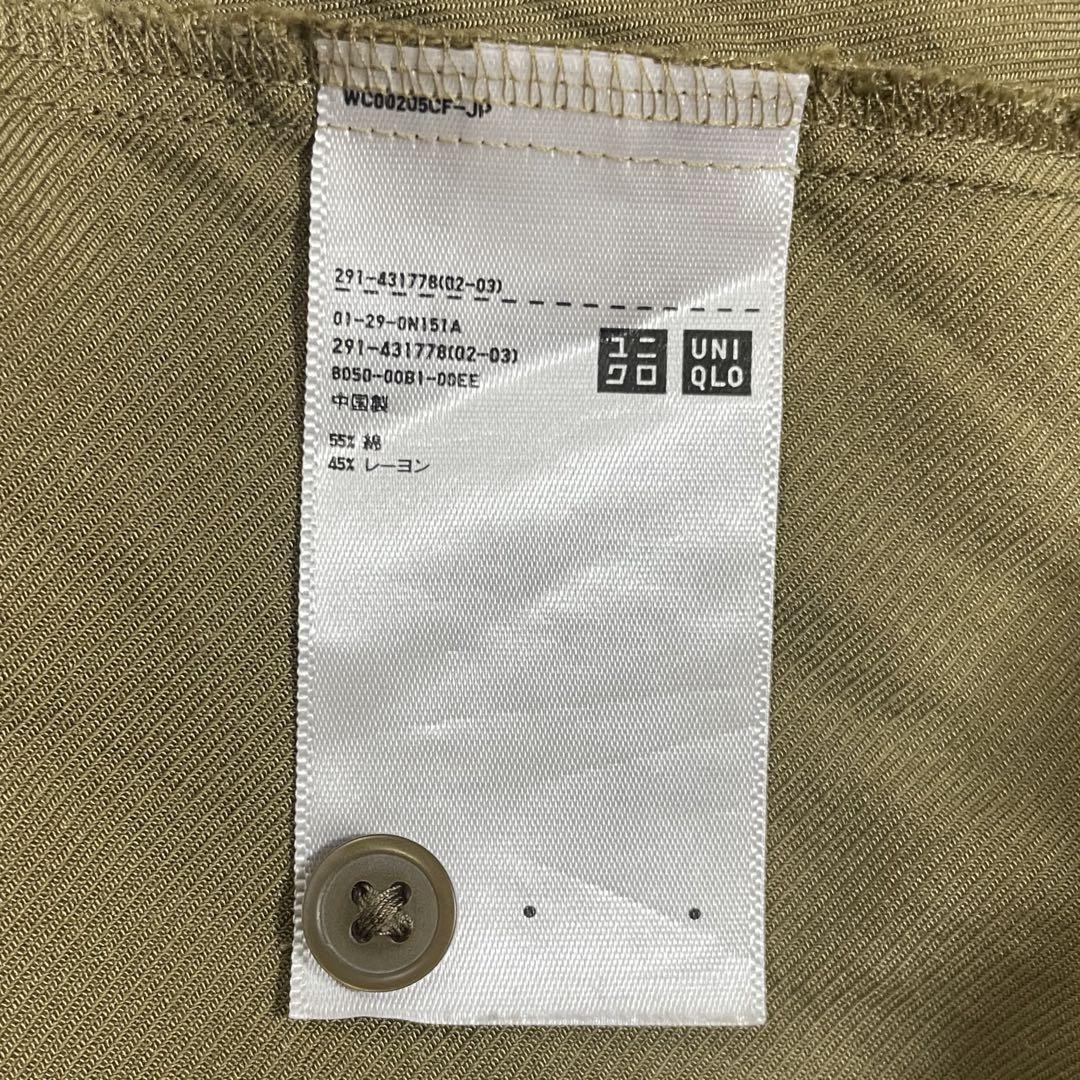 WC00205CF-JP
291-431778(02-03)
01-29-0N151A
291-431778(02-03)
8050-00B1-00EE
中国製
55% 綿
45% レーヨン
ユニ
クロ
UNI
QLO